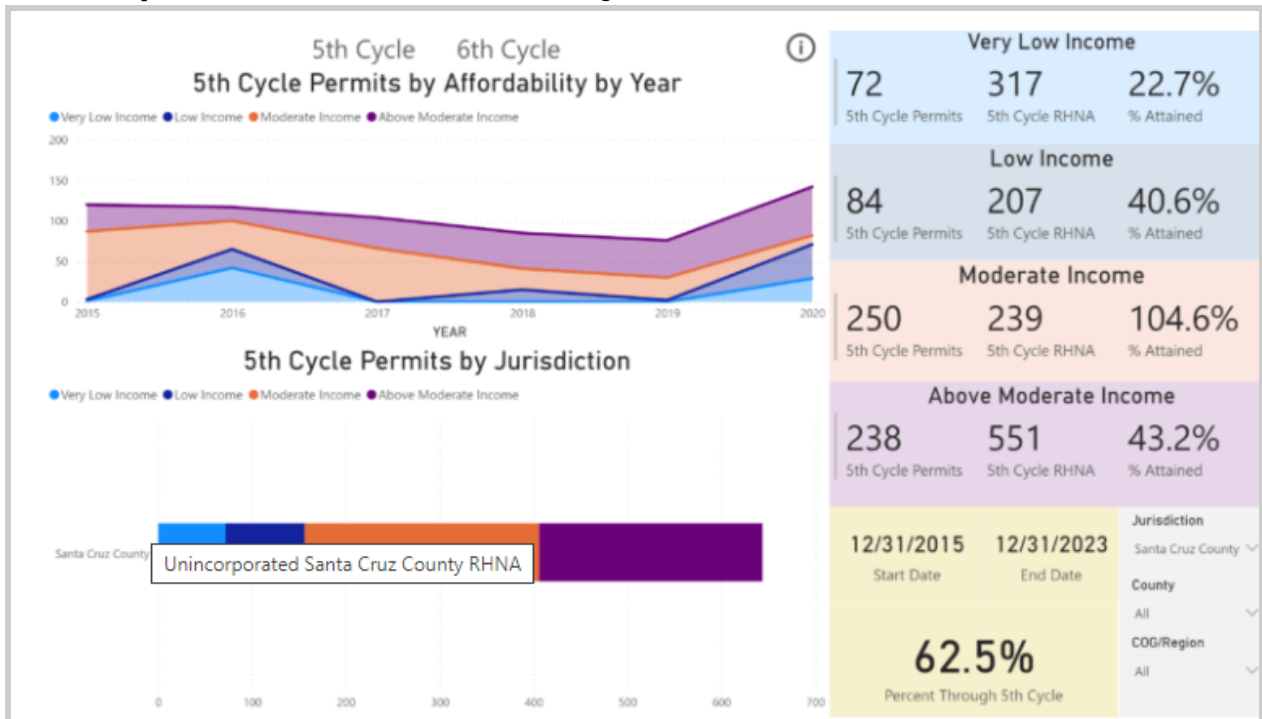 5th Cycle 6th Cycle
5th Cycle Permits by Affordability by Year
Very Low Income Low Income Moderate Income Above Moderate Income
200
150
100
50
0
2015 2016 2017 2018 2019 2020
YEAR
5th Cycle Permits by Jurisdiction
Very Low Income Low Income Moderate Income Above Moderate Income
Santa Cruz County
Unincorporated Santa Cruz County RHNA
0 100 200 300 400 500 600 700
Very Low Income
72 317 22.7%
5th Cycle Permits 5th Cycle RHNA % Attained
Low Income
84 207 40.6%
5th Cycle Permits 5th Cycle RHNA % Attained
Moderate Income
250 239 104.6%
5th Cycle Permits 5th Cycle RHNA % Attained
Above Moderate Income
238 551 43.2%
5th Cycle Permits 5th Cycle RHNA % Attained
12/31/2015 12/31/2023
Start Date End Date
62.5%
Percent Through 5th Cycle
Jurisdiction
Santa Cruz County
County
All
COG/Region
All